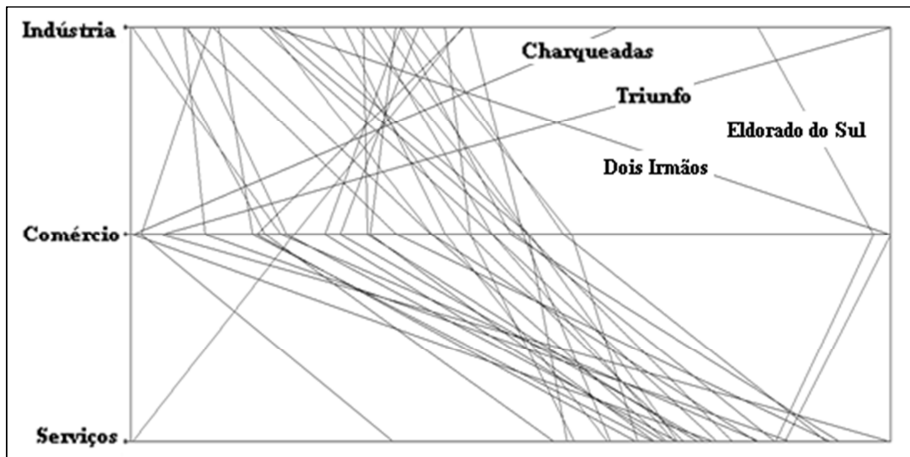 Indústria
Charqueadas
Triunfo
Eldorado do Sul
Dois Irmãos
Comércio
Serviços